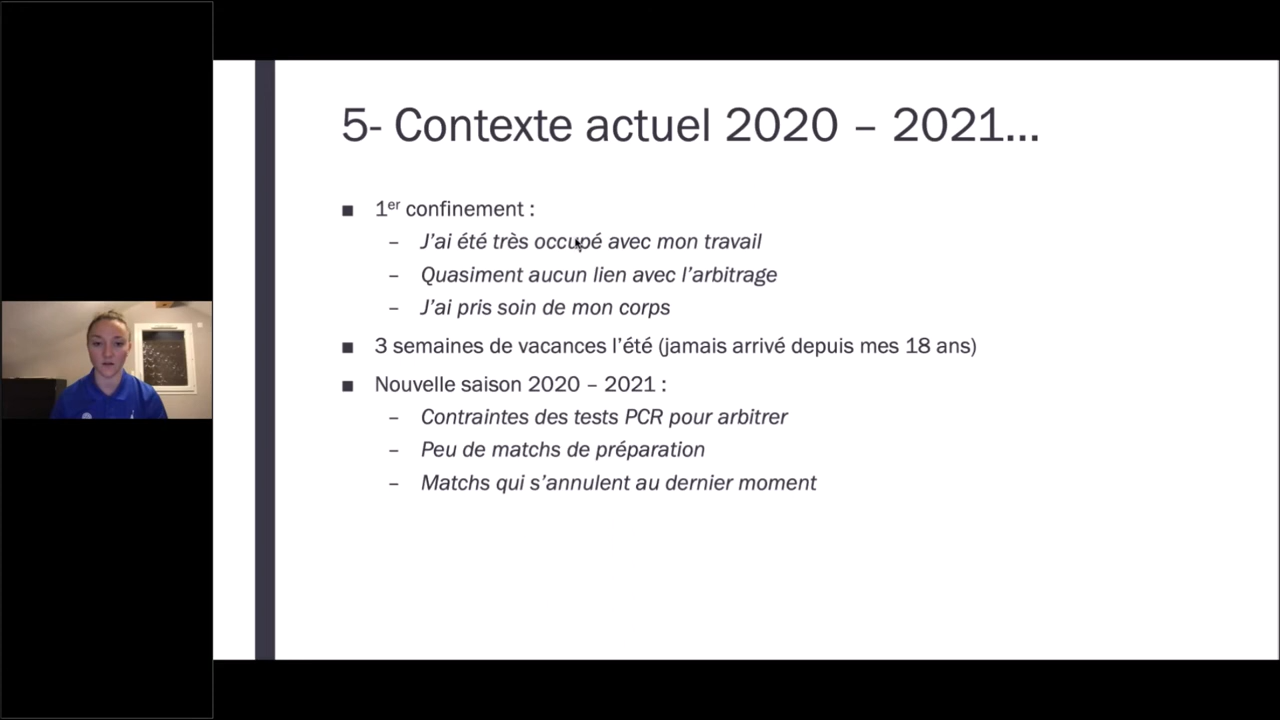 5- Contexte actuel 2020 – 2021...
■ 1er confinement :
– J'ai été très occupé avec mon travail
– Quasiment aucun lien avec l'arbitrage
– J'ai pris soin de mon corps
■ 3 semaines de vacances l'été (jamais arrivé depuis mes 18 ans)
■ Nouvelle saison 2020 – 2021 :
– Contraintes des tests PCR pour arbitrer
– Peu de matchs de préparation
– Matchs qui s'annulent au dernier moment